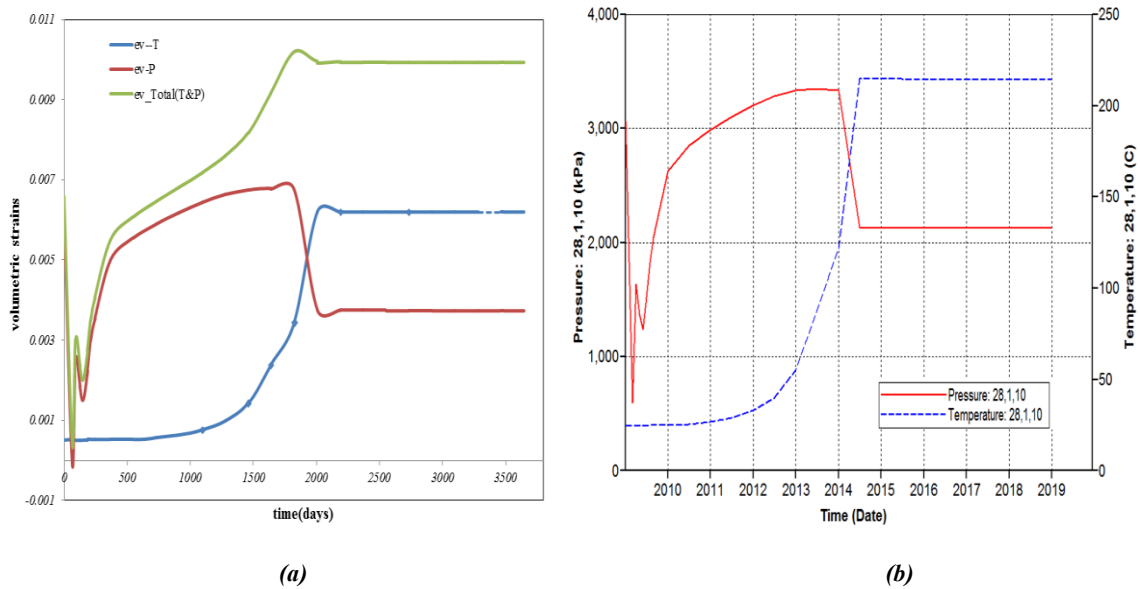 0.011
0.009
0.007
0.005
0.003
0.001
-0.001
volumetric strains
ev--T
ev-P
ev_Total(T&P)
0 500 1000 1500 2000 2500 3000 3500
time(days)
(a)
4,000
3,000
2,000
1,000
0
Pressure: 28,1,10 (kPa)
250
200
150
100
50
0
Temperature: 28,1,10 (C)
Pressure: 28,1,10
Temperature: 28,1,10
2010 2011 2012 2013 2014 2015 2016 2017 2018 2019
Time (Date)
(b)